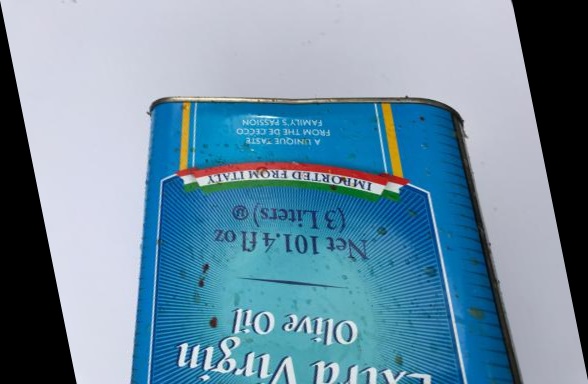 Extra Virgin
Olive Oil
Net 101.4 fl oz
(3 Liters) U
IMPORTED FROM ITALY
A UNIQUE TASTE
FROM THE DE CECCO
FAMILY'S PASSION